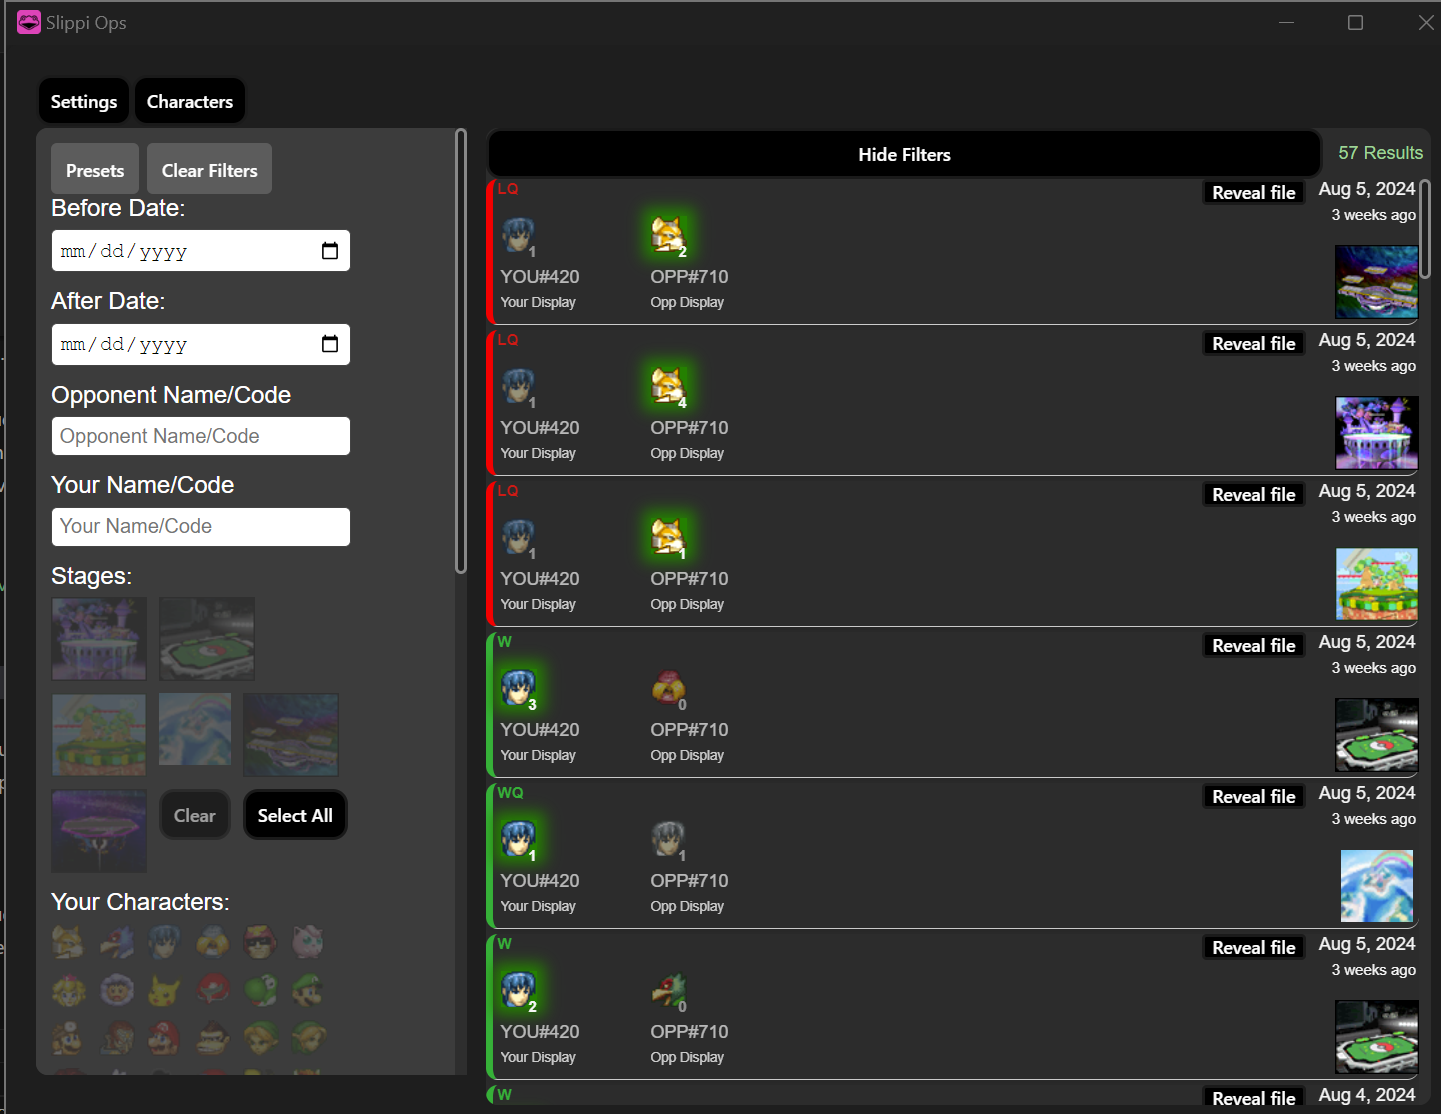 Slippi Ops
Settings
Characters
Presets
Clear Filters
Before Date:
mm/dd/yyyy
After Date:
mm/dd/yyyy
Opponent Name/Code
Opponent Name/Code
Your Name/Code
Your Name/Code
Stages:
Clear
Select All
Your Characters:
Hide Filters
57 Results
LQ
Reveal file
Aug 5, 2024
3 weeks ago
1
2
YOU#420
OPP#710
Your Display
Opp Display
LQ
Reveal file
Aug 5, 2024
3 weeks ago
1
4
YOU#420
OPP#710
Your Display
Opp Display
LQ
Reveal file
Aug 5, 2024
3 weeks ago
1
1
YOU#420
OPP#710
Your Display
Opp Display
W
Reveal file
Aug 5, 2024
3 weeks ago
3
0
YOU#420
OPP#710
Your Display
Opp Display
WQ
Reveal file
Aug 5, 2024
3 weeks ago
1
1
YOU#420
OPP#710
Your Display
Opp Display
W
Reveal file
Aug 5, 2024
3 weeks ago
2
0
YOU#420
OPP#710
Your Display
Opp Display
W
Reveal file
Aug 4, 2024